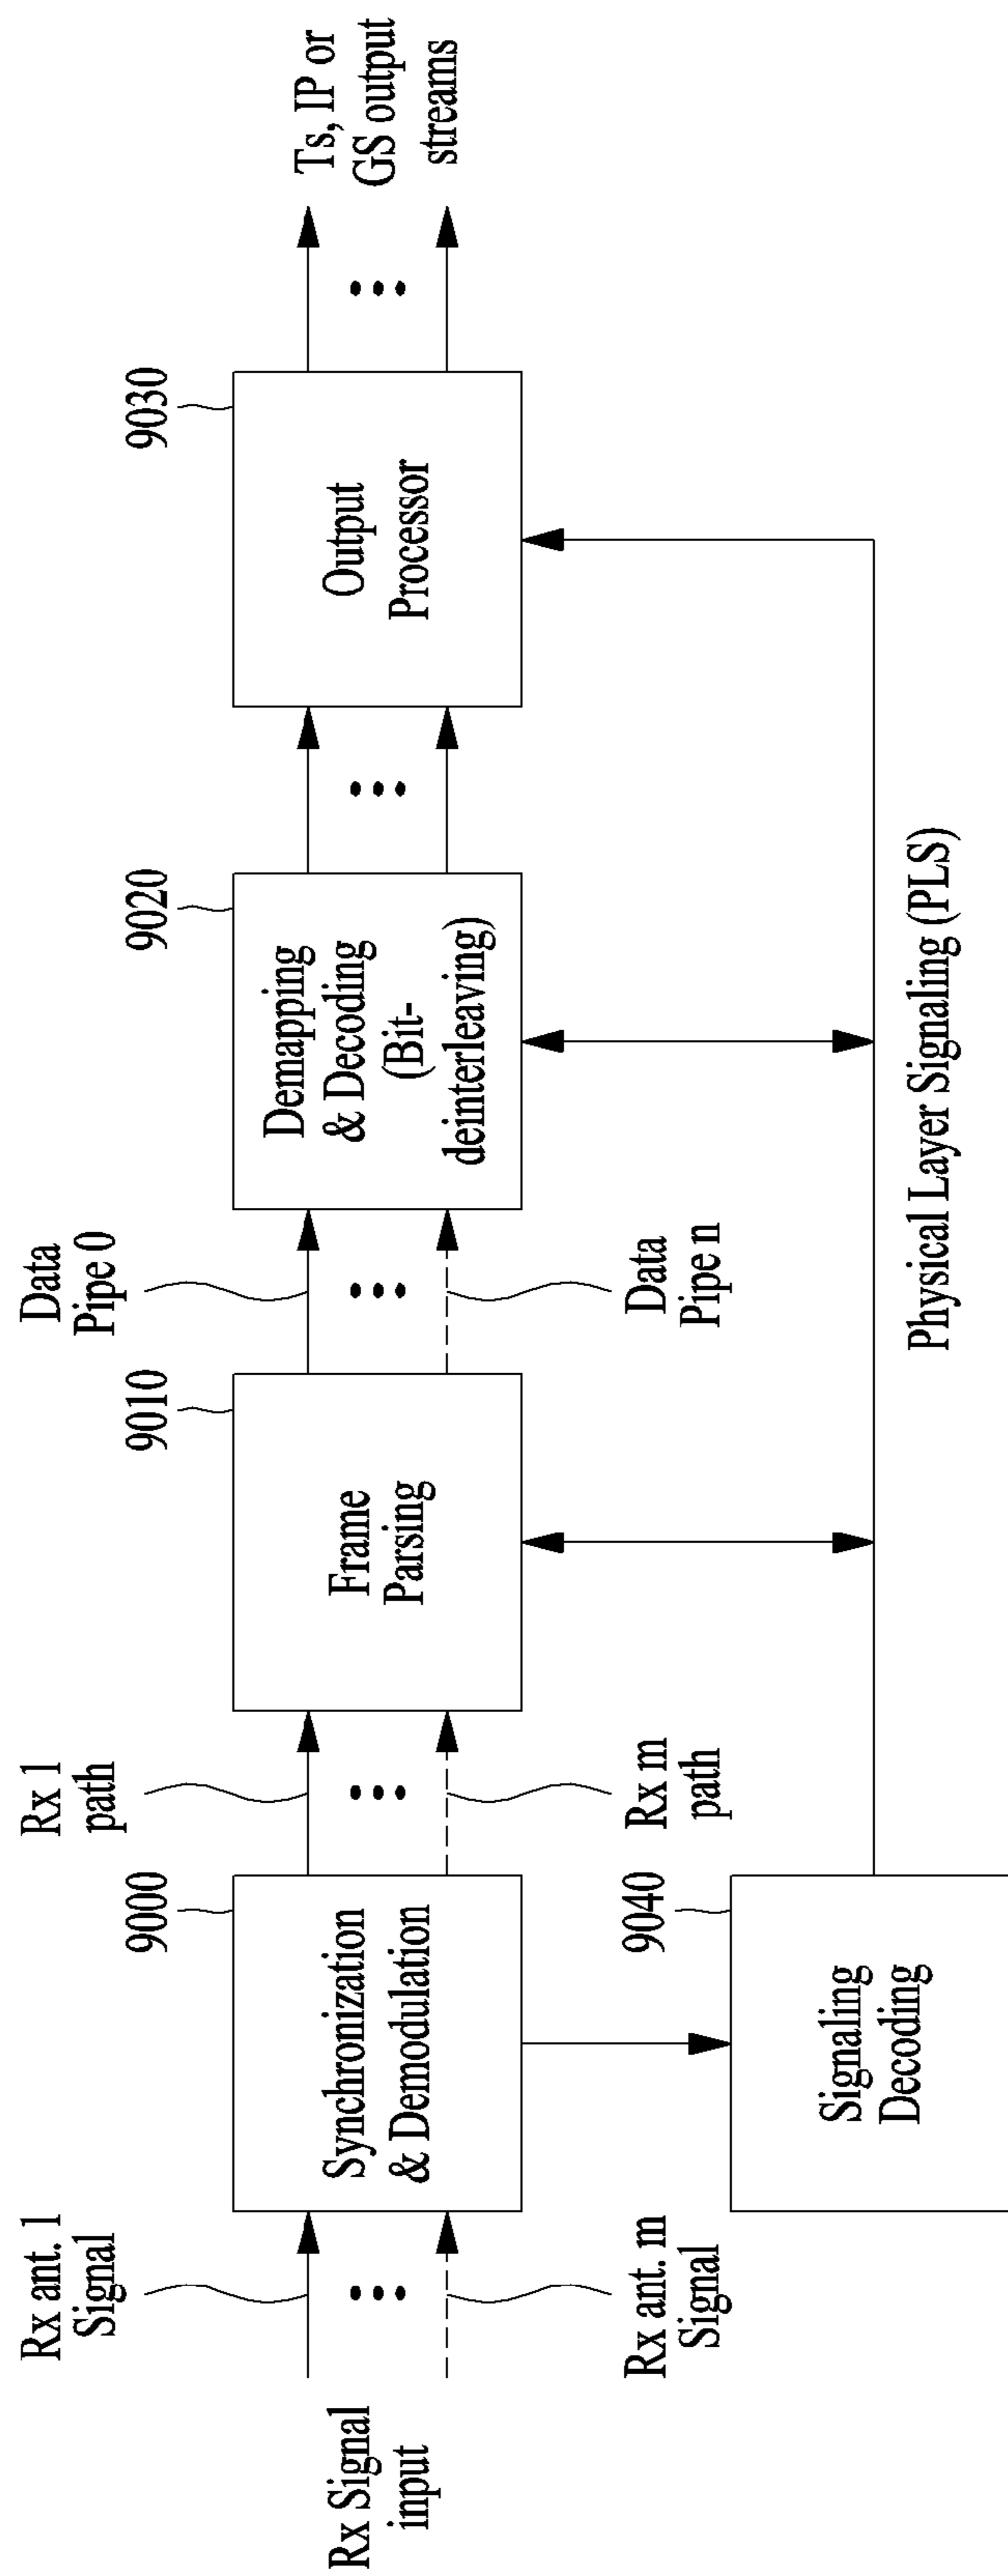 Rx Signal
input
Rx ant. 1
Signal
Rx ant. m
Signal
9000
Synchronization
& Demodulation
Rx 1
path
Rx m
path
9010
Frame
Parsing
Data
Pipe 0
Data
Pipe n
9020
Demapping
& Decoding
(Bit-
deinterleaving)
9030
Output
Processor
Ts, IP or
GS output
streams
9040
Signaling
Decoding
Physical Layer Signaling (PLS)